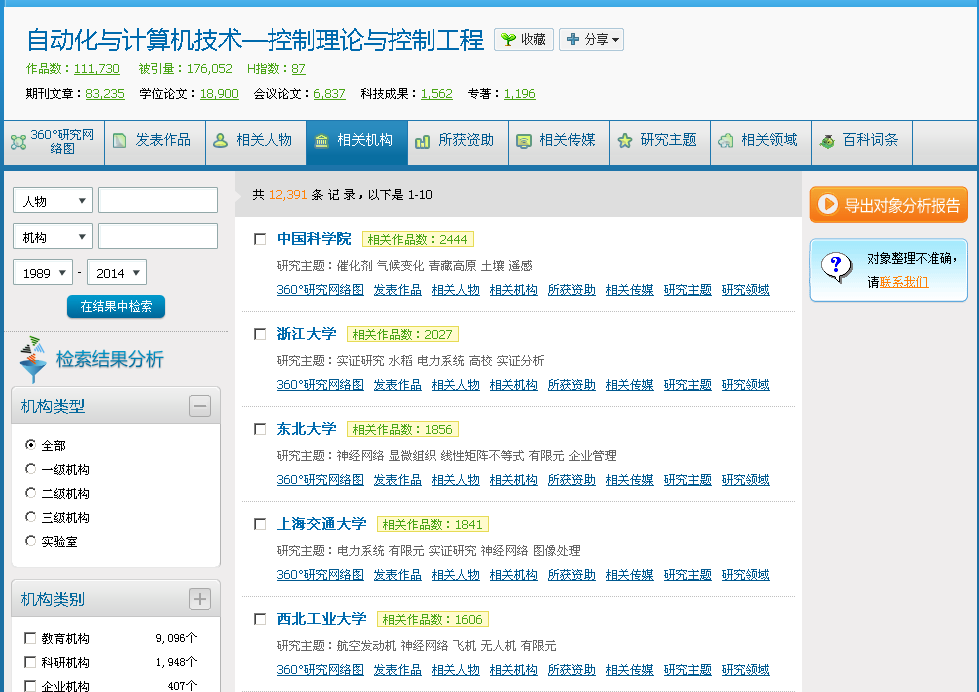 自动化与计算机技术—控制理论与控制工程 收藏 分享
作品数：111,730 被引量：176,052 H指数：87
期刊文章：83,235 学位论文：18,900 会议论文：6,837 科技成果：1,562 专著：1,196
360°研究网络图 发表作品 相关人物 相关机构 所获资助 相关传媒 研究主题 相关领域 百科词条
人物
机构
1989 - 2014
在结果中检索
检索结果分析
机构类型
全部
一级机构
二级机构
三级机构
实验室
机构类别
教育机构 9,096个
科研机构 1,948个
企业机构 407个
共 12,391 条 记 录，以下是 1-10
中国科学院 相关作品数：2444
研究主题：催化剂 气候变化 青藏高原 土壤 遥感
360°研究网络图 发表作品 相关人物 相关机构 所获资助 相关传媒 研究主题 研究领域
浙江大学 相关作品数：2027
研究主题：实证研究 水稻 电力系统 高校 实证分析
360°研究网络图 发表作品 相关人物 相关机构 所获资助 相关传媒 研究主题 研究领域
东北大学 相关作品数：1856
研究主题：神经网络 显微组织 线性矩阵不等式 有限元 企业管理
360°研究网络图 发表作品 相关人物 相关机构 所获资助 相关传媒 研究主题 研究领域
上海交通大学 相关作品数：1841
研究主题：电力系统 有限元 实证研究 神经网络 图像处理
360°研究网络图 发表作品 相关人物 相关机构 所获资助 相关传媒 研究主题 研究领域
西北工业大学 相关作品数：1606
研究主题：航空发动机 神经网络 飞机 无人机 有限元
360°研究网络图 发表作品 相关人物 相关机构 所获资助 相关传媒 研究主题 研究领域
导出对象分析报告
对象整理不准确，
请联系我们